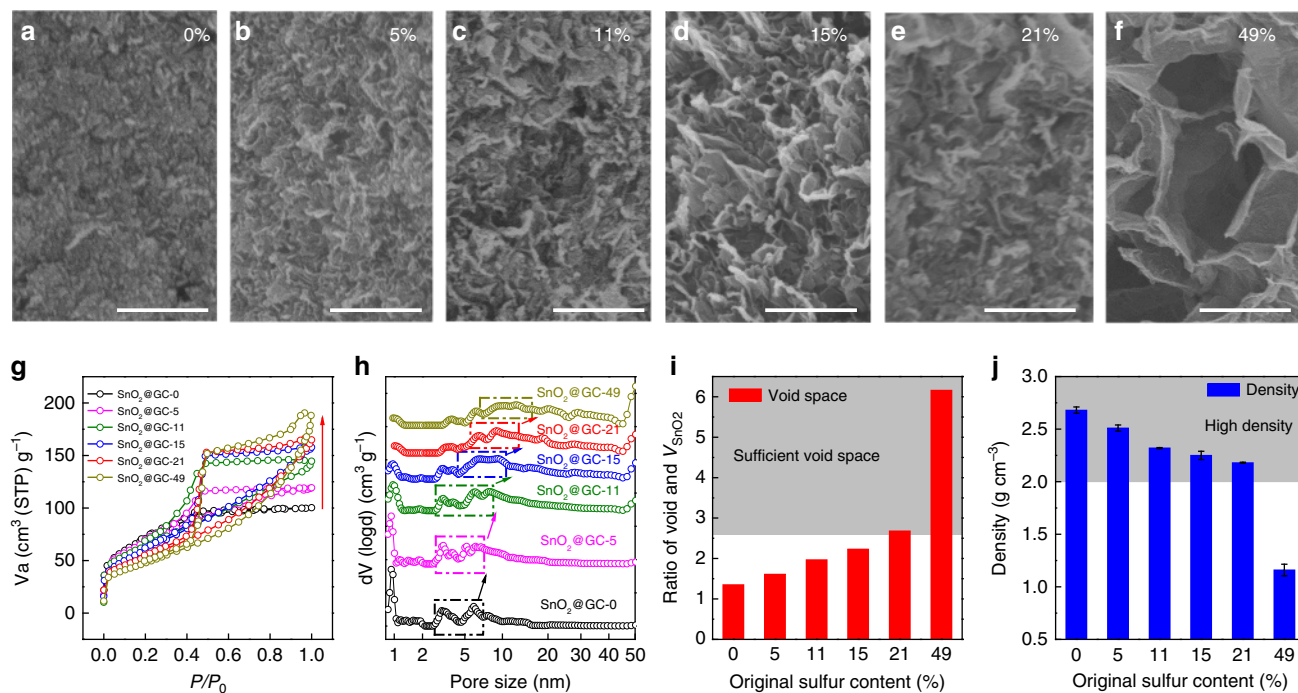 a 0%
b 5%
c 11%
d 15%
e 21%
f 49%
g
SnO2@GC-0
SnO2@GC-5
SnO2@GC-11
SnO2@GC-15
SnO2@GC-21
SnO2@GC-49
Va (cm³ (STP) g⁻¹)
200
150
100
50
0
0.0 0.2 0.4 0.6 0.8 1.0
P/P0
h
SnO2@GC-49
SnO2@GC-21
SnO2@GC-15
SnO2@GC-11
SnO2@GC-5
SnO2@GC-0
dV (logd) (cm³ g⁻¹)
1 2 5 10 20 30 40 50
Pore size (nm)
i
Void space
Sufficient void space
Ratio of void and VSnO2
7
6
5
4
3
2
1
0
0 5 11 15 21 49
Original sulfur content (%)
j
Density
High density
Density (g cm⁻³)
3.0
2.5
2.0
1.5
1.0
0.5
0 5 11 15 21 49
Original sulfur content (%)